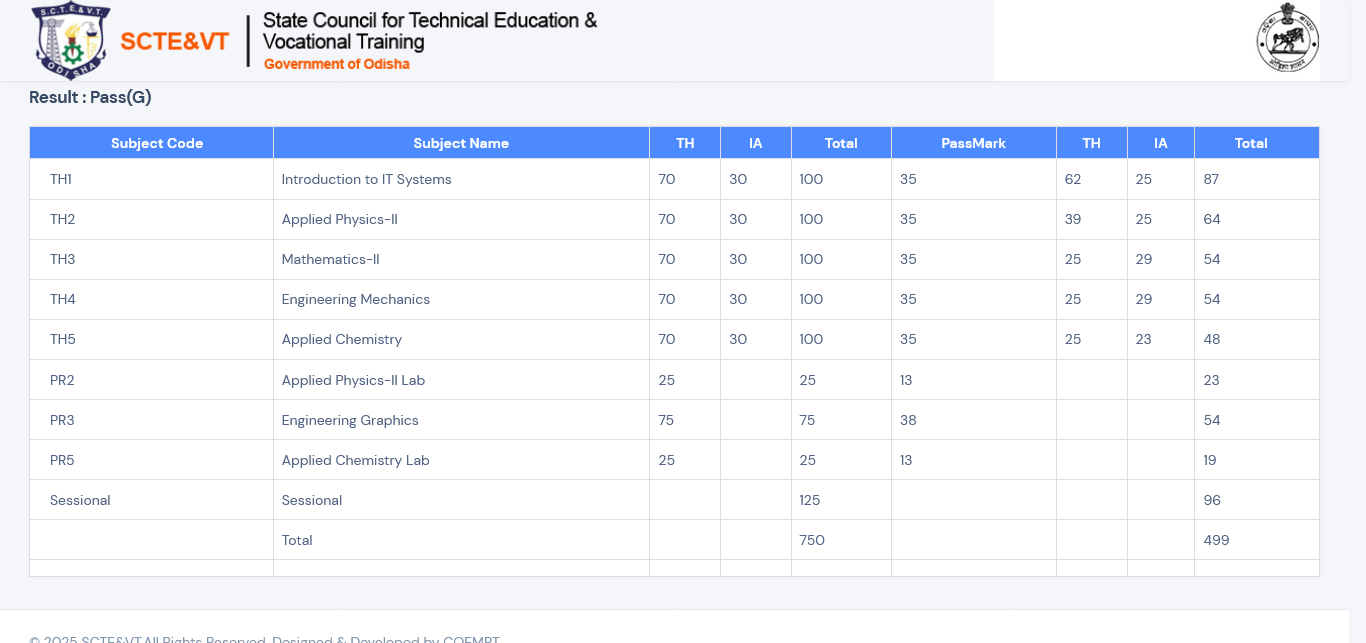 S.C.T.E.&V.T.
ODISHA
SCTE&VT
State Council for Technical Education &
Vocational Training
Government of Odisha
Result : Pass(G)
Subject Code Subject Name TH IA Total PassMark TH IA Total
TH1 Introduction to IT Systems 70 30 100 35 62 25 87
TH2 Applied Physics-II 70 30 100 35 39 25 64
TH3 Mathematics-II 70 30 100 35 25 29 54
TH4 Engineering Mechanics 70 30 100 35 25 29 54
TH5 Applied Chemistry 70 30 100 35 25 23 48
PR2 Applied Physics-II Lab 25 25 13 23
PR3 Engineering Graphics 75 75 38 54
PR5 Applied Chemistry Lab 25 25 13 19
Sessional Sessional 125 96
Total 750 499
© 2025 SCTE&VT.All Rights Reserved. Designed & Developed by COEMPT